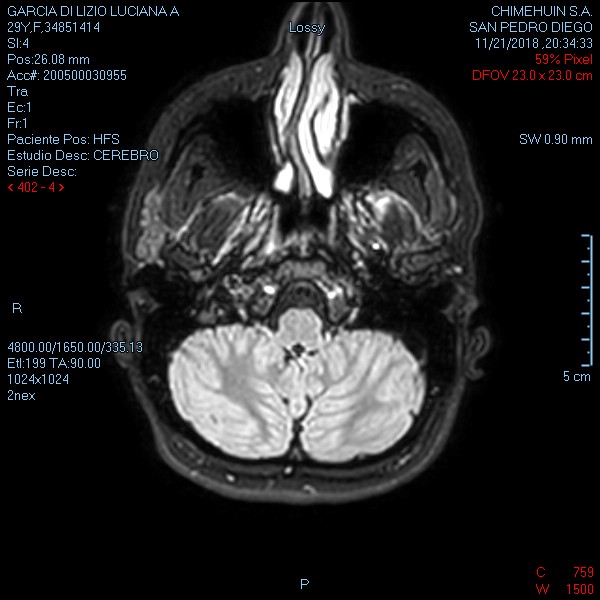 GARCIA DI LIZIO LUCIANA A
29Y,F,34851414
Sl:4
Pos:26.08 mm
Acc#: 200500030955
Tra
Ec:1
Fr:1
Paciente Pos: HFS
Estudio Desc: CEREBRO
Serie Desc:
< 402 - 4 >
Lossy
CHIMEHUIN S.A.
SAN PEDRO DIEGO
11/21/2018 ,20:34:33
59% Pixel
DFOV 23.0 x 23.0 cm
SW 0.90 mm
R
4800.00/1650.00/335.13
Etl:199 TA:90.00
1024x1024
2nex
5 cm
P
C 759
W 1500